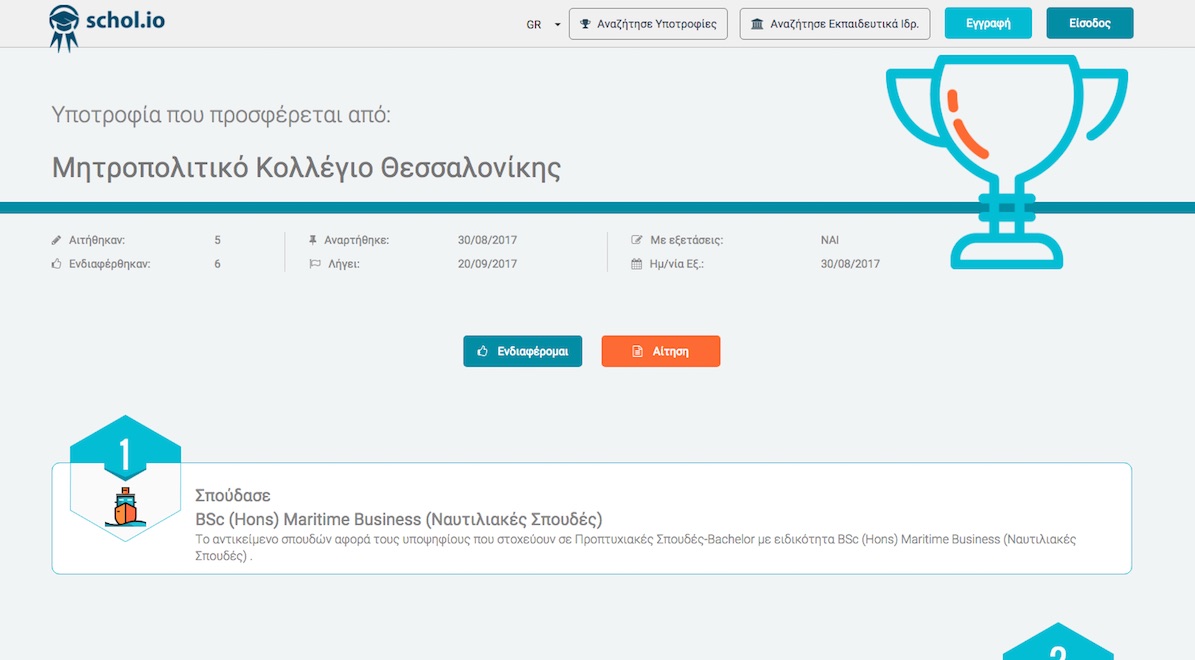 schol.io
GR
Αναζήτησε Υποτροφίες
Αναζήτησε Εκπαιδευτικά Ιδρ.
Εγγραφή
Είσοδος
Υποτροφία που προσφέρεται από:
Μητροπολιτικό Κολλέγιο Θεσσαλονίκης
Αιτήθηκαν: 5
Αναρτήθηκε: 30/08/2017
Με εξετάσεις: ΝΑΙ
Ενδιαφέρθηκαν: 6
Λήγει: 20/09/2017
Ημ/νία Εξ.: 30/08/2017
Ενδιαφέρομαι
Αίτηση
1
Σπούδασε
BSc (Hons) Maritime Business (Ναυτιλιακές Σπουδές)
Το αντικείμενο σπουδών αφορά τους υποψηφίους που στοχεύουν σε Προπτυχιακές Σπουδές-Bachelor με ειδικότητα BSc (Hons) Maritime Business (Ναυτιλιακές
Σπουδές) .
2